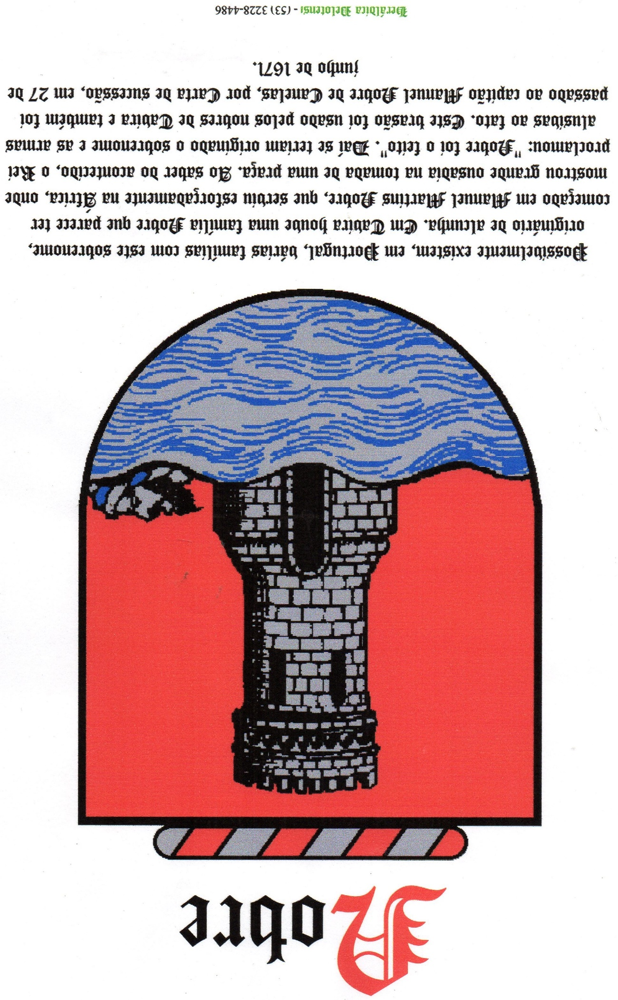 Nobre
Possivelmente existem, em Portugal, várias famílias com este sobrenome,
originário de alcunha. Em Tavira houve uma família Nobre que parece ter
começado em Manuel Martins Nobre, que serviu esforçadamente na África, onde
mostrou grande ousadia na tomada de uma praça. Ao saber do acontecido, o Rei
proclamou: "Nobre foi o feito". Daí se teriam originado o sobrenome e as armas
alusivas ao fato. Este brasão foi usado pelos nobres de Tavira e também foi
passado ao capitão Manuel Nobre de Canelas, por Carta de sucessão, em 27 de
junho de 1671.
Heráldica Pelotensi - (53) 3228-4486